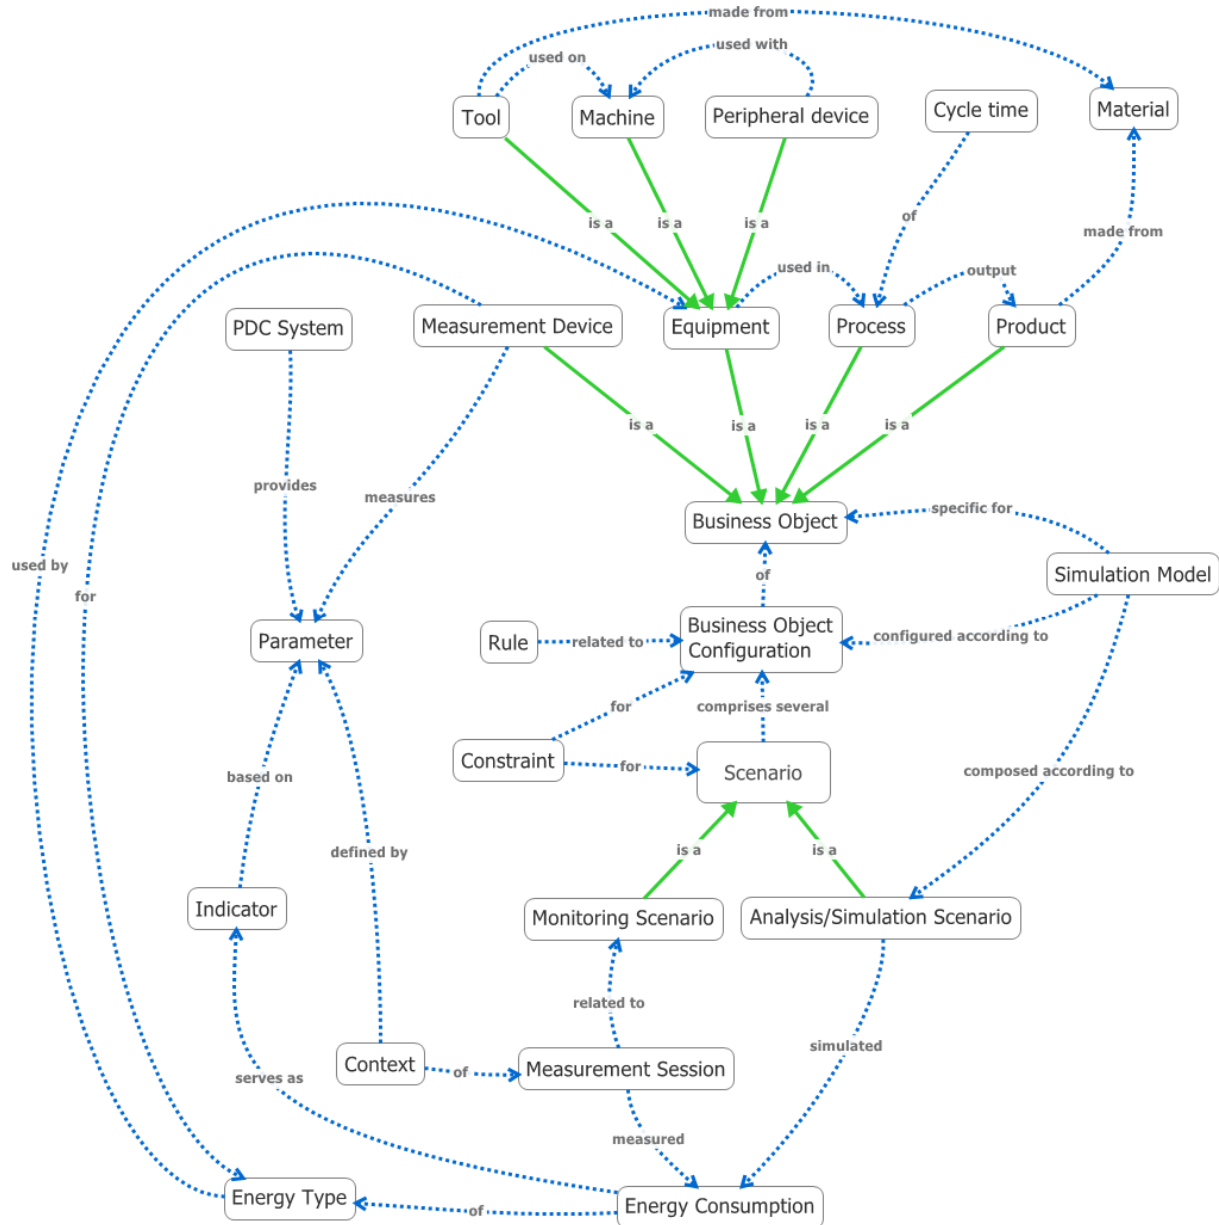 made from
used on
used with
Tool
Machine
Peripheral device
Cycle time
Material
is a
is a
is a
of
made from
used in
output
PDC System
Measurement Device
Equipment
Process
Product
is a
is a
is a
is a
provides
measures
specific for
Business Object
used by
for
of
Simulation Model
Parameter
Rule
related to
Business Object
Configuration
configured according to
for
comprises several
Constraint
for
Scenario
based on
composed according to
defined by
is a
is a
Indicator
Monitoring Scenario
Analysis/Simulation Scenario
related to
simulated
serves as
Context
of
Measurement Session
measured
Energy Type
of
Energy Consumption